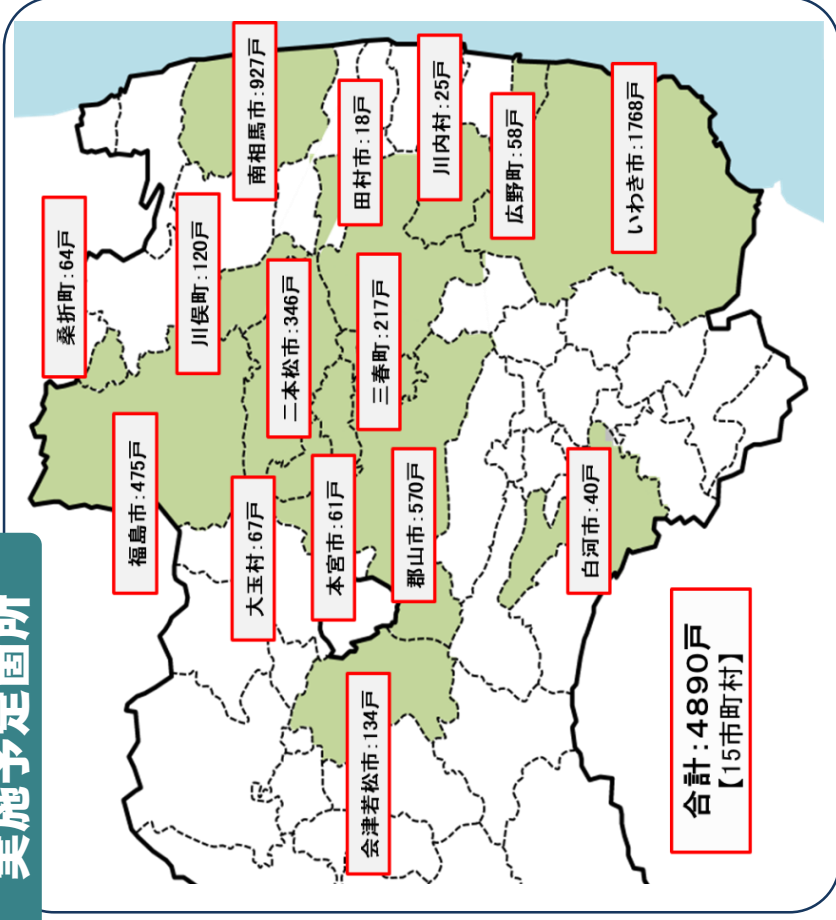 実施予定箇所
桑折町:64戸
福島市:475戸
川俣町:120戸
大玉村:67戸
南相馬市:927戸
二本松市:346戸
本宮市:61戸
田村市:18戸
会津若松市:134戸
三春町:217戸
郡山市:570戸
川内村:25戸
広野町:58戸
白河市:40戸
いわき市:1768戸
合計:4890戸
【15市町村】